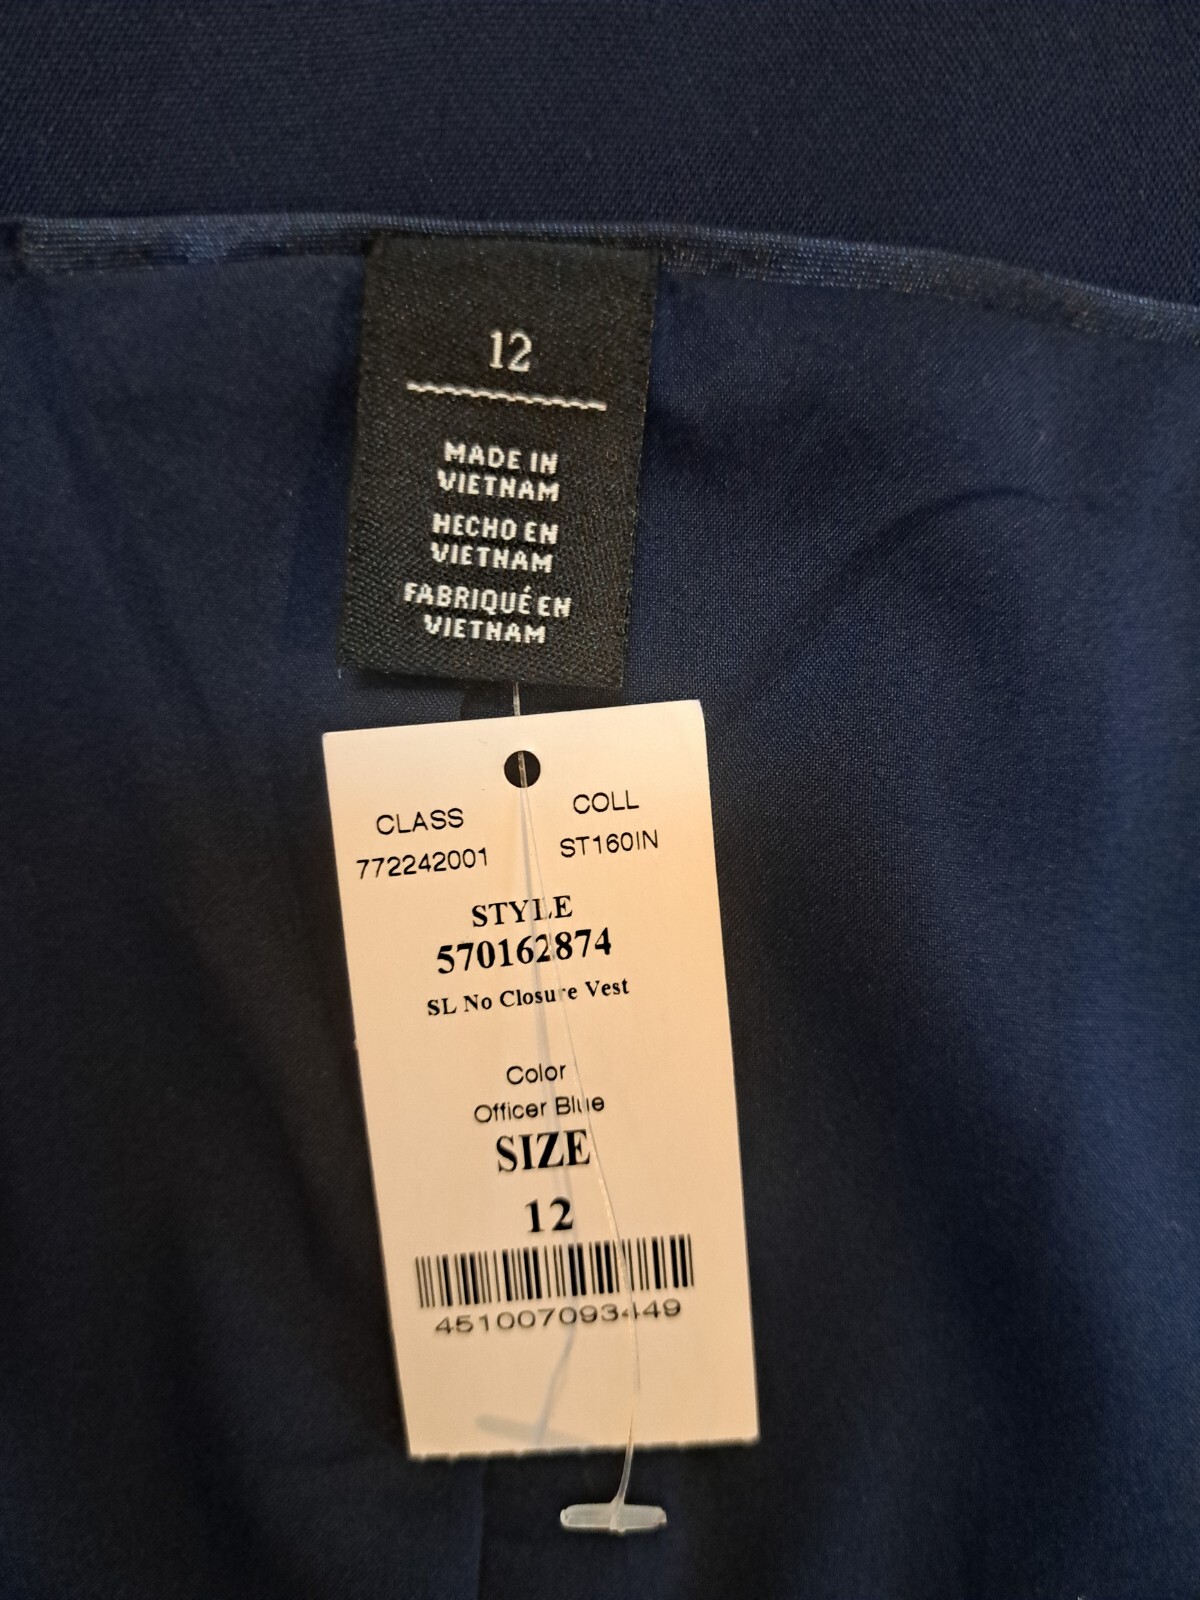 12
MADE IN
VIETNAM
HECHO EN
VIETNAM
FABRIQUÉ EN
VIETNAM
CLASS COLL
772242001 ST160IN
STYLE
570162874
SL No Closure Vest
Color
Officer Blue
SIZE
12
451007093449